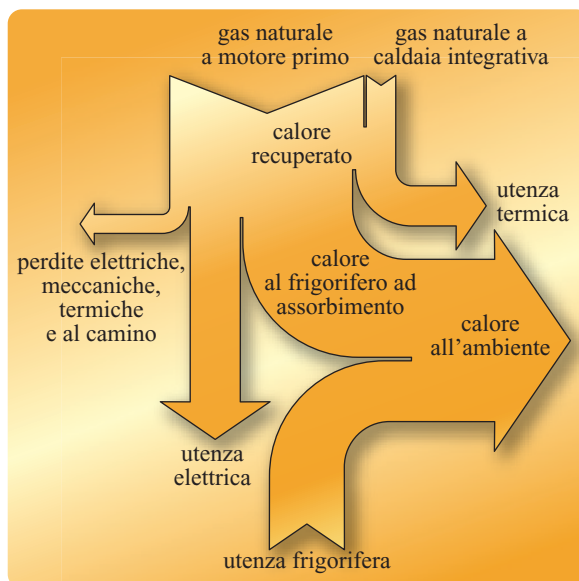 gas naturale
a motore primo
gas naturale a
caldaia integrativa
calore
recuperato
utenza
termica
perdite elettriche,
meccaniche,
termiche
e al camino
calore
al frigorifero ad
assorbimento
calore
all'ambiente
utenza
elettrica
utenza frigorifera